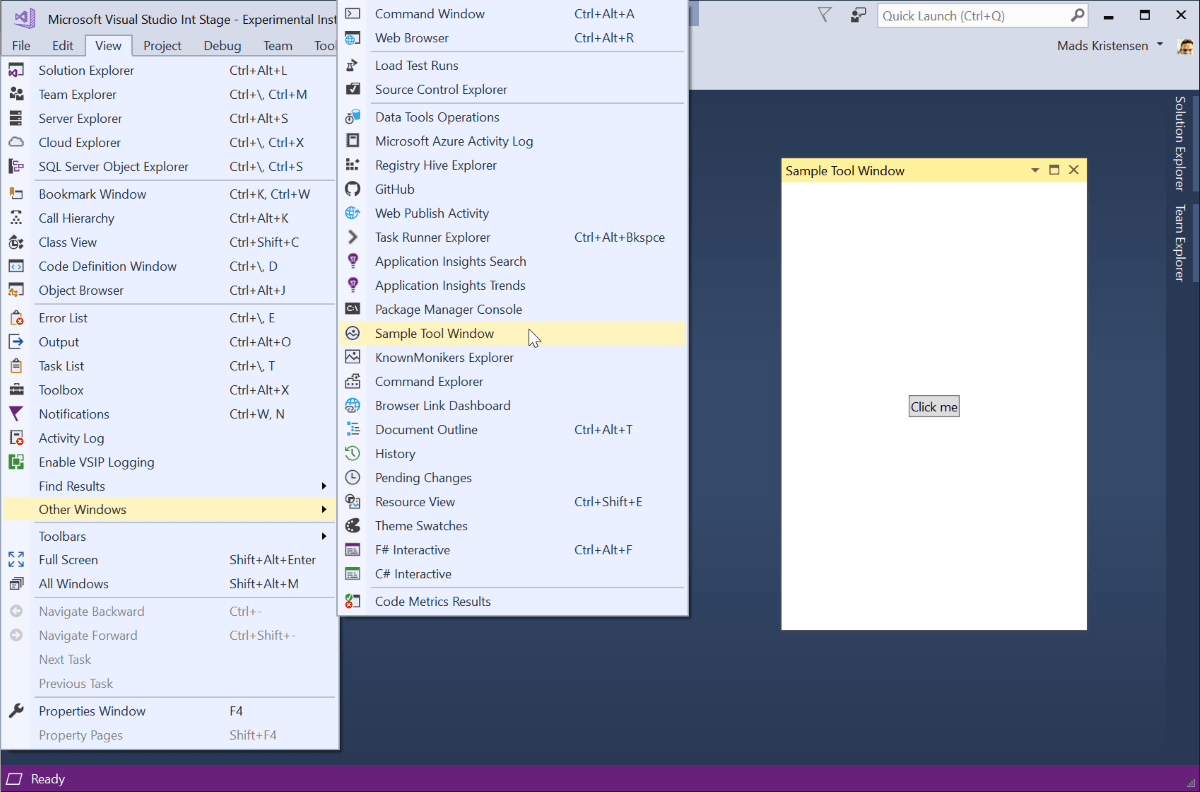 Microsoft Visual Studio Int Stage - Experimental Inst
Quick Launch (Ctrl+Q)
File Edit View Project Debug Team Tool
Mads Kristensen
Solution Explorer Ctrl+Alt+L
Team Explorer Ctrl+\, Ctrl+M
Server Explorer Ctrl+Alt+S
Cloud Explorer Ctrl+\, Ctrl+X
SQL Server Object Explorer Ctrl+\, Ctrl+S
Bookmark Window Ctrl+K, Ctrl+W
Call Hierarchy Ctrl+Alt+K
Class View Ctrl+Shift+C
Code Definition Window Ctrl+\, D
Object Browser Ctrl+Alt+J
Error List Ctrl+\, E
Output Ctrl+Alt+O
Task List Ctrl+\, T
Toolbox Ctrl+Alt+X
Notifications Ctrl+W, N
Activity Log
Enable VSIP Logging
Find Results
Other Windows
Toolbars
Full Screen Shift+Alt+Enter
All Windows Shift+Alt+M
Navigate Backward Ctrl+-
Navigate Forward Ctrl+Shift+-
Next Task
Previous Task
Properties Window F4
Property Pages Shift+F4
Command Window Ctrl+Alt+A
Web Browser Ctrl+Alt+R
Load Test Runs
Source Control Explorer
Data Tools Operations
Microsoft Azure Activity Log
Registry Hive Explorer
GitHub
Web Publish Activity
Task Runner Explorer Ctrl+Alt+Bkspce
Application Insights Search
Application Insights Trends
C:\ Package Manager Console
Sample Tool Window
KnownMonikers Explorer
Command Explorer
Browser Link Dashboard
Document Outline Ctrl+Alt+T
History
Pending Changes
Resource View Ctrl+Shift+E
Theme Swatches
F# Interactive Ctrl+Alt+F
C# Interactive
Code Metrics Results
Sample Tool Window
Click me
Solution Explorer
Team Explorer
Ready